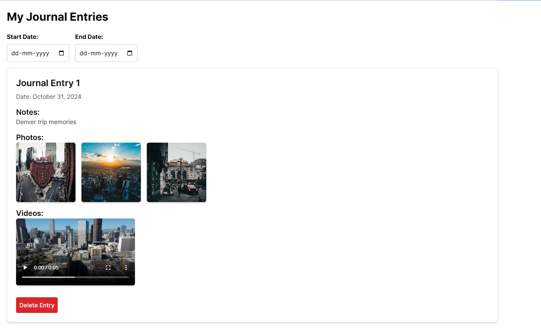 My Journal Entries
Start Date: End Date:
dd-mm-yyyy dd-mm-yyyy
Journal Entry 1
Date: October 31, 2024
Notes:
Denver trip memories
Photos:
Videos:
0:00 / 0:05
Delete Entry